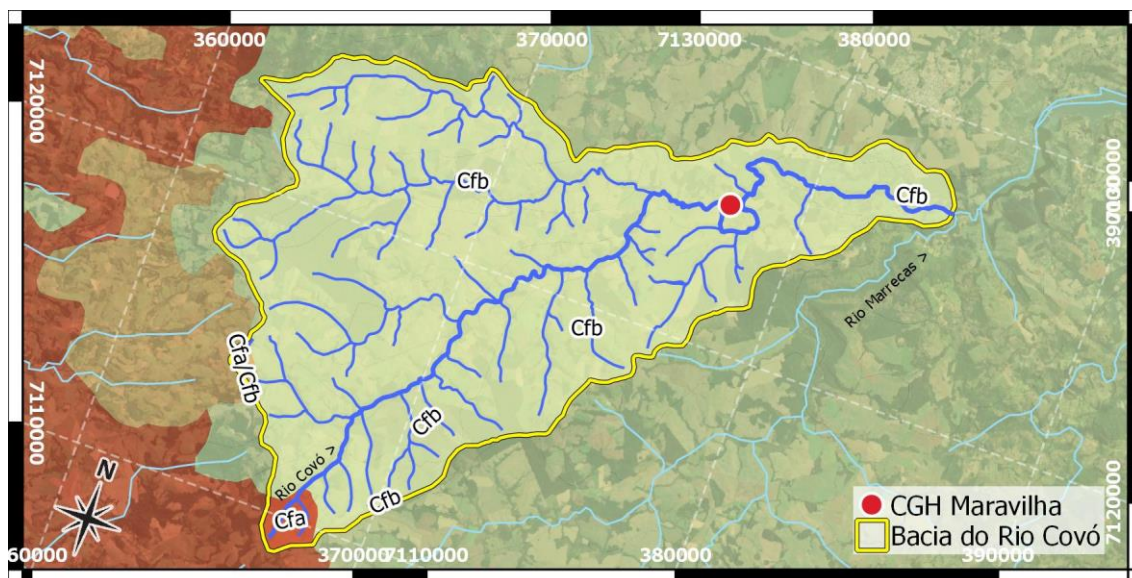 360000
370000
7130000
380000
7120000
Cfb
Cfb
390000
Rio Marrecas >
Cfb
Cfa/Cfb
7110000
Cfb
N
Rio Covó >
Cfb
Cfa
CGH Maravilha
Bacia do Rio Covó
7120000
60000
370000
7110000
380000
390000